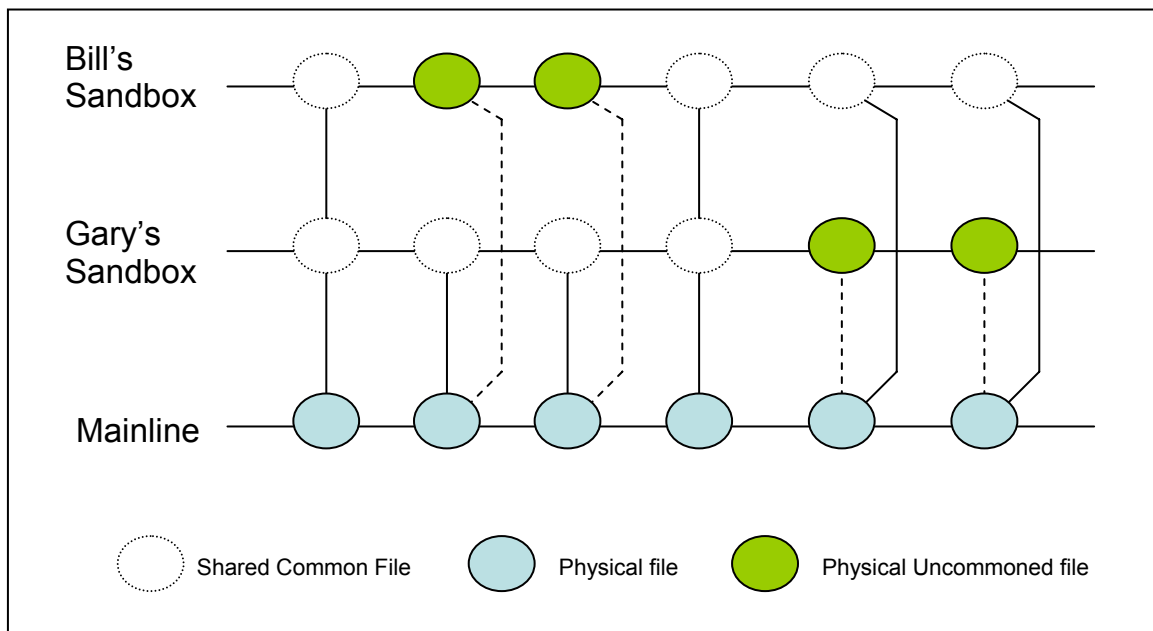 Bill’s
Sandbox
Gary’s
Sandbox
Mainline
Shared Common File
Physical file
Physical Uncommoned file